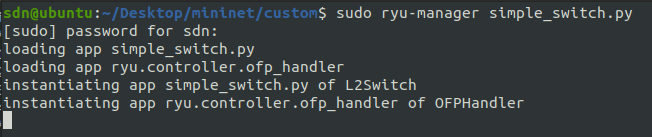 sdn@ubuntu:~/Desktop/mininet/custom$ sudo ryu-manager simple_switch.py
[sudo] password for sdn:
loading app simple_switch.py
loading app ryu.controller.ofp_handler
instantiating app simple_switch.py of L2Switch
instantiating app ryu.controller.ofp_handler of OFPHandler